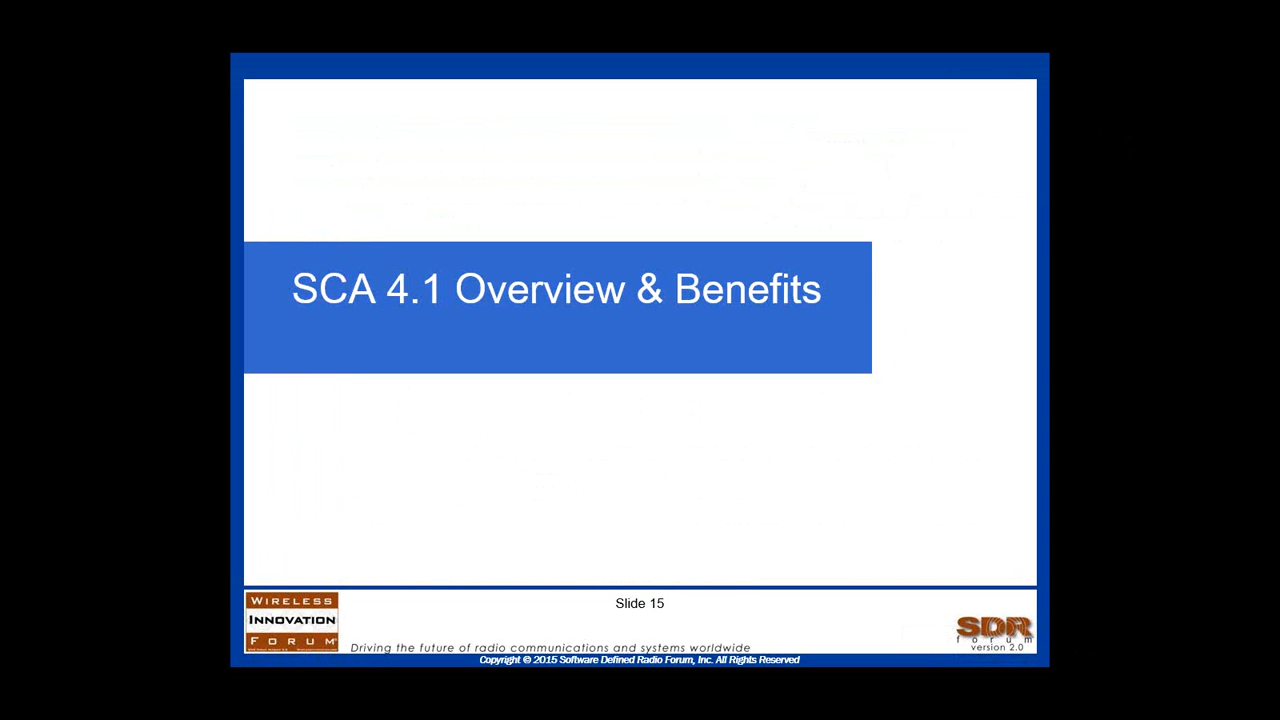 SCA 4.1 Overview & Benefits
Slide 15
WIRELESS
INNOVATION
FORUM
Driving the future of radio communications and systems worldwide
SDR
forum
version 2.0
Copyright © 2015 Software Defined Radio Forum, Inc. All Rights Reserved